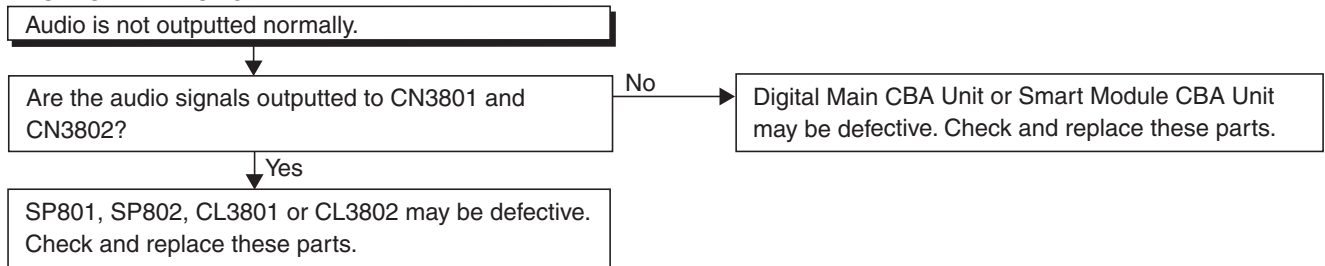 Audio is not outputted normally.
Are the audio signals outputted to CN3801 and
CN3802?
No
Digital Main CBA Unit or Smart Module CBA Unit
may be defective. Check and replace these parts.
Yes
SP801, SP802, CL3801 or CL3802 may be defective.
Check and replace these parts.